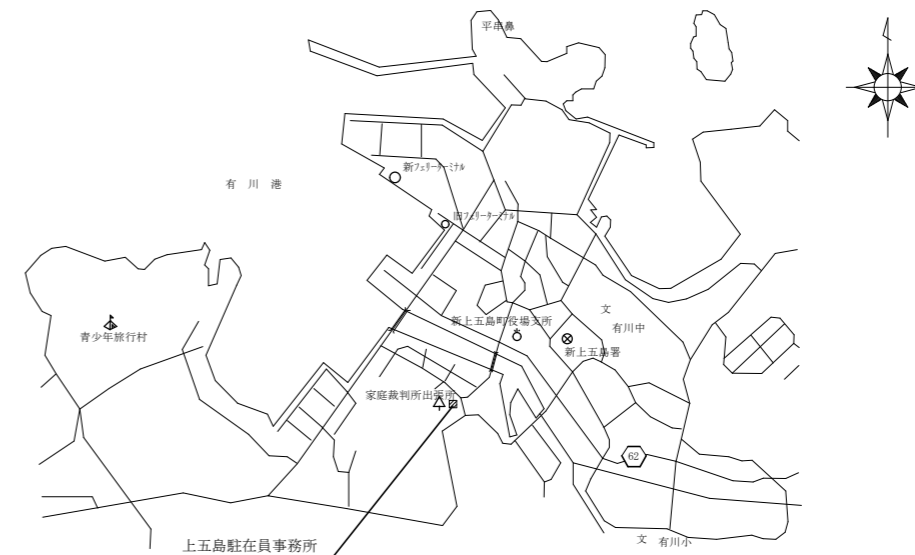 平串鼻
新フェリーターミナル
有川港
旧フェリーターミナル
文
有川中
新上五島町役場支所
新上五島署
青少年旅行村
家庭裁判所出張所
62
上五島駐在員事務所
文 有川小